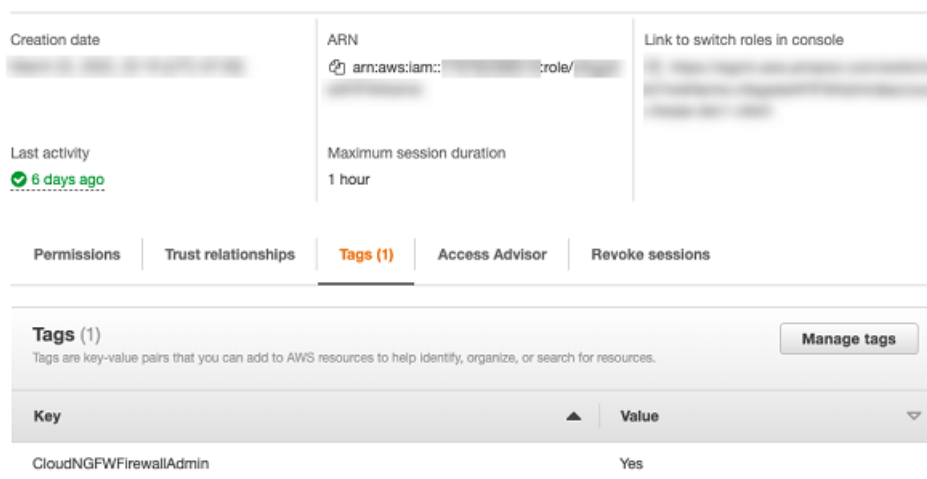 Creation date
ARN
Link to switch roles in console
arn:aws:iam:: :role/
Last activity
Maximum session duration
6 days ago
1 hour
Permissions
Trust relationships
Tags (1)
Access Advisor
Revoke sessions
Tags (1)
Manage tags
Tags are key-value pairs that you can add to AWS resources to help identify, organize, or search for resources.
Key
Value
CloudNGFWFirewallAdmin
Yes